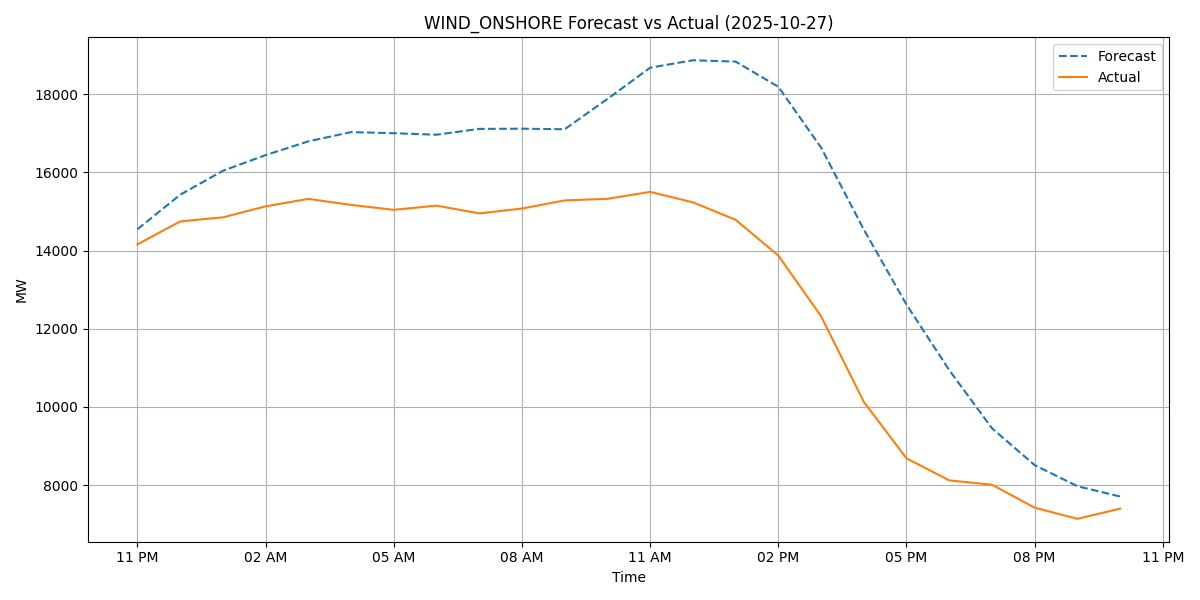 WIND_ONSHORE Forecast vs Actual (2025-10-27)
Forecast
Actual
MW
18000
16000
14000
12000
10000
8000
11 PM 02 AM 05 AM 08 AM 11 AM 02 PM 05 PM 08 PM 11 PM
Time